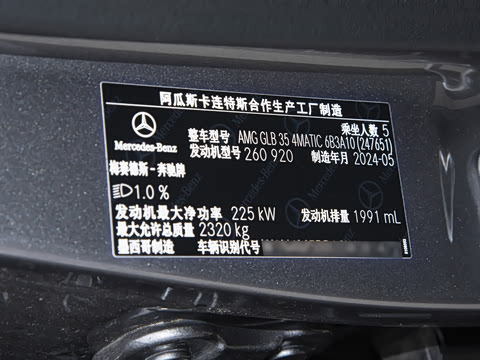 阿瓜斯卡连特斯合作生产工厂制造
乘坐人数 5
Mercedes-Benz
整车型号 AMG GLB 35 4MATIC 6B3A10 (247651)
发动机型号 260 920 制造年月 2024-05
梅赛德斯-奔驰牌
1.0 %
发动机最大净功率 225 kW 发动机排量 1991 mL
最大允许总质量 2320 kg
墨西哥制造 车辆识别代号